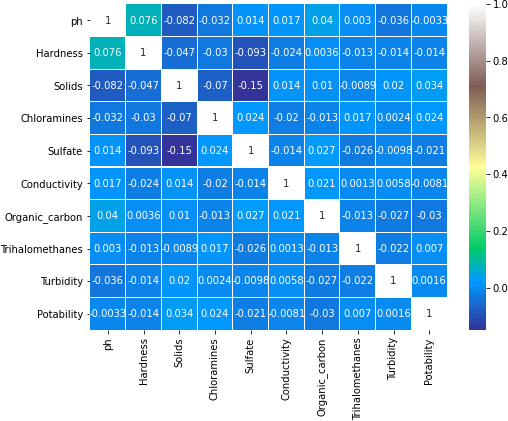 ph 1 0.076 -0.082 -0.032 0.014 0.017 0.04 0.003 -0.036 -0.0033
Hardness 0.076 1 -0.047 -0.03 -0.093 -0.024 0.0036 -0.013 -0.014 -0.014
Solids -0.082 -0.047 1 -0.07 -0.15 0.014 0.01 -0.0089 0.02 0.034
Chloramines -0.032 -0.03 -0.07 1 0.024 -0.02 -0.013 0.017 0.0024 0.024
Sulfate 0.014 -0.093 -0.15 0.024 1 -0.014 0.027 -0.026 -0.0098 -0.021
Conductivity 0.017 -0.024 0.014 -0.02 -0.014 1 0.021 0.0013 0.0058 -0.0081
Organic_carbon 0.04 0.0036 0.01 -0.013 0.027 0.021 1 -0.013 -0.027 -0.03
Trihalomethanes 0.003 -0.013 -0.0089 0.017 -0.026 0.0013 -0.013 1 -0.022 0.007
Turbidity -0.036 -0.014 0.02 0.0024 -0.0098 0.0058 -0.027 -0.022 1 0.0016
Potability -0.0033 -0.014 0.034 0.024 -0.021 -0.0081 -0.03 0.007 0.0016 1
ph Hardness Solids Chloramines Sulfate Conductivity Organic_carbon Trihalomethanes Turbidity Potability
1.0
0.8
0.6
0.4
0.2
0.0